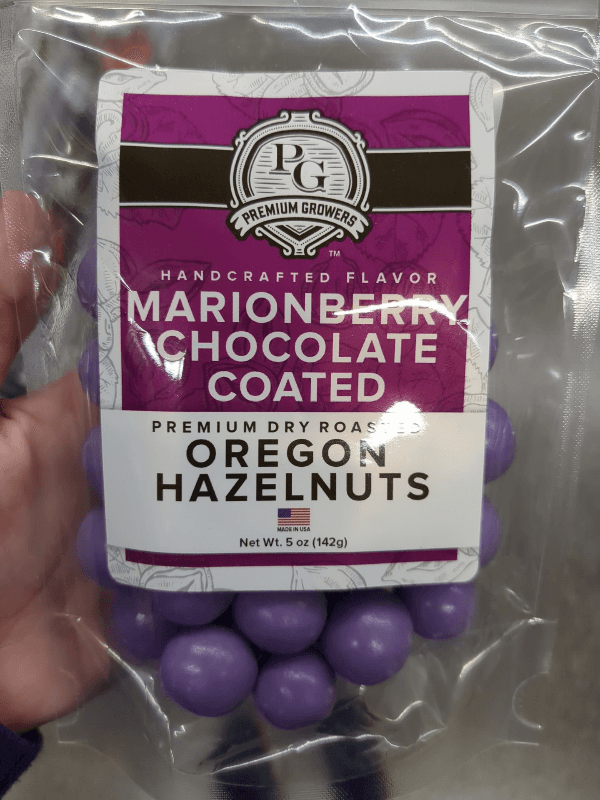 PG
PREMIUM GROWERS
TM
HANDCRAFTED FLAVOR
MARIONBERRY
CHOCOLATE
COATED
PREMIUM DRY ROASTED
OREGON
HAZELNUTS
MADE IN USA
Net Wt. 5 oz (142g)